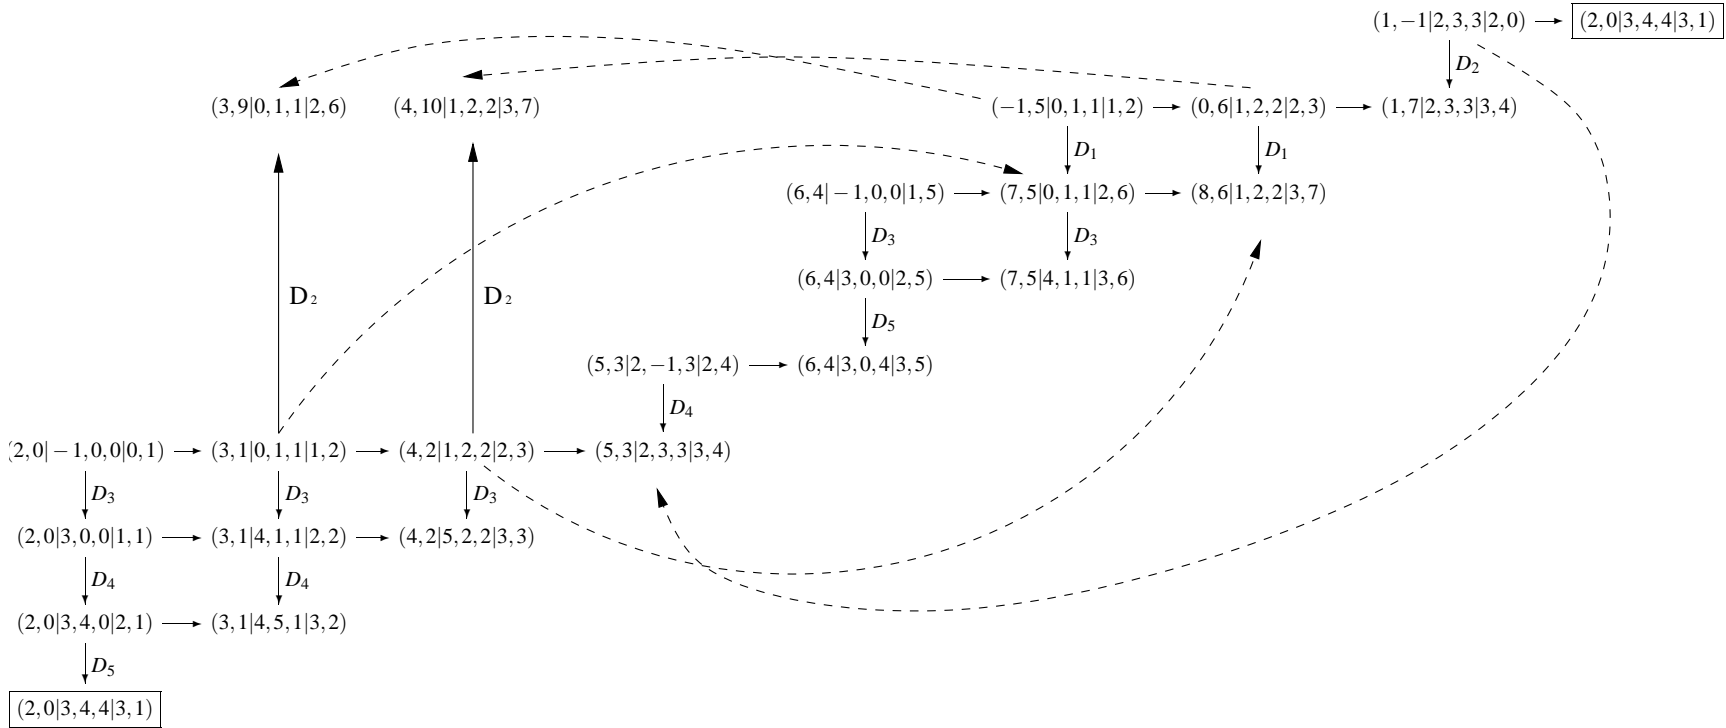 (1,−1|2,3,3|2,0) (2,0|3,4,4|3,1)
D₂
(3,9|0,1,1|2,6) (4,10|1,2,2|3,7) (−1,5|0,1,1|1,2) (0,6|1,2,2|2,3) (1,7|2,3,3|3,4)
D₁ D₁
(6,4|−1,0,0|1,5) (7,5|0,1,1|2,6) (8,6|1,2,2|3,7)
D₃ D₃
(6,4|3,0,0|2,5) (7,5|4,1,1|3,6)
D₂ D₂
D₅
(5,3|2,−1,3|2,4) (6,4|3,0,4|3,5)
D₄
(2,0|−1,0,0|0,1) (3,1|0,1,1|1,2) (4,2|1,2,2|2,3) (5,3|2,3,3|3,4)
D₃ D₃ D₃
(2,0|3,0,0|1,1) (3,1|4,1,1|2,2) (4,2|5,2,2|3,3)
D₄ D₄
(2,0|3,4,0|2,1) (3,1|4,5,1|3,2)
D₅
(2,0|3,4,4|3,1)